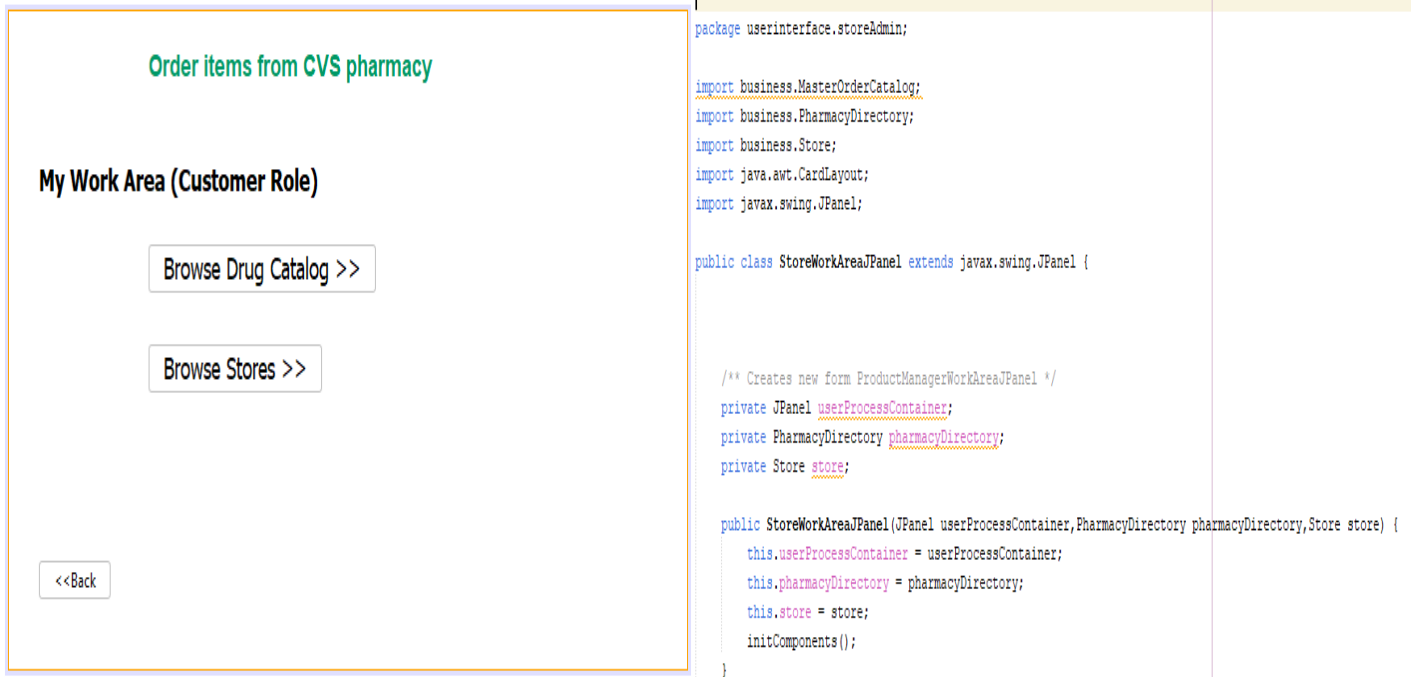 Order items from CVS pharmacy
My Work Area (Customer Role)
Browse Drug Catalog >>
Browse Stores >>
<<Back
package userinterface.storeAdmin;
import business.MasterOrderCatalog;
import business.PharmacyDirectory;
import business.Store;
import java.awt.CardLayout;
import javax.swing.JPanel;
public class StoreWorkAreaJPanel extends javax.swing.JPanel {
/** Creates new form ProductManagerWorkAreaJPanel */
private JPanel userProcessContainer;
private PharmacyDirectory pharmacyDirectory;
private Store store;
public StoreWorkAreaJPanel(JPanel userProcessContainer,PharmacyDirectory pharmacyDirectory,Store store) {
this.userProcessContainer = userProcessContainer;
this.pharmacyDirectory = pharmacyDirectory;
this.store = store;
initComponents();
}